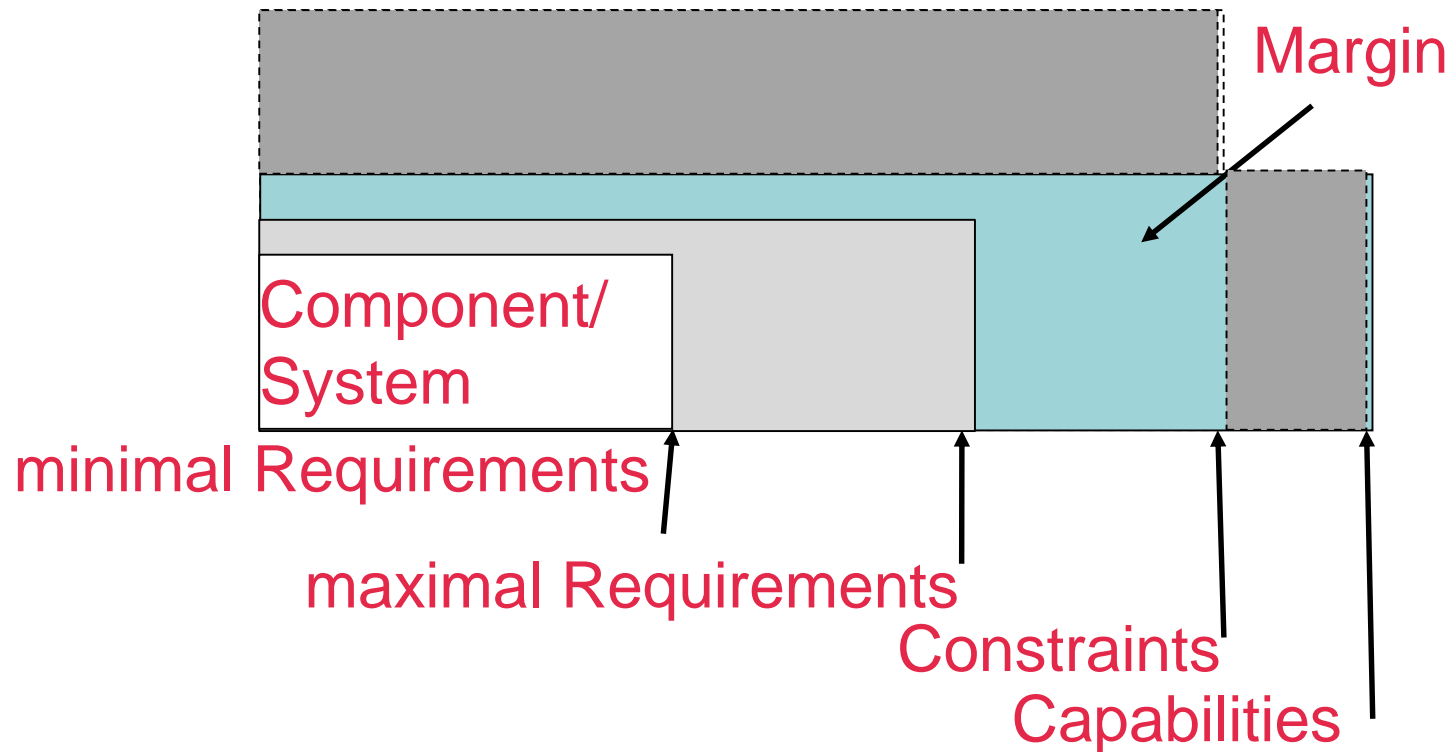 Margin
Component/
System
minimal Requirements
maximal Requirements
Constraints
Capabilities